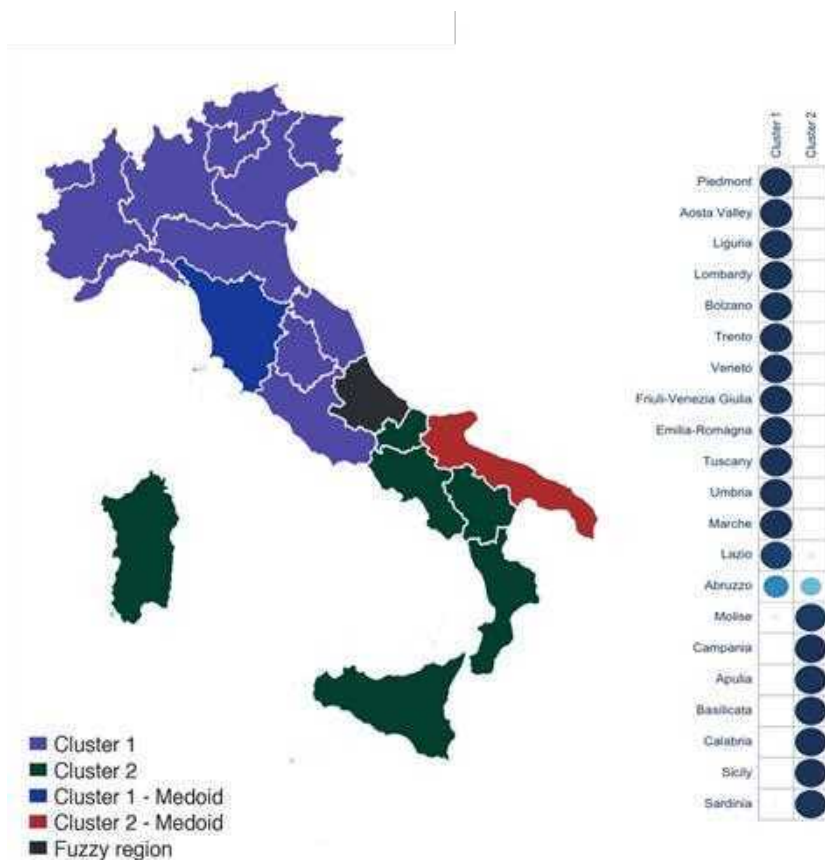 Cluster 1
Cluster 2
Piedmont
Aosta Valley
Liguria
Lombardy
Bolzano
Trento
Veneto
Friuli-Venezia Giulia
Emilia-Romagna
Tuscany
Umbria
Marche
Lazio
Abruzzo
Molise
Campania
Apulia
Basilicata
Calabria
Sicily
Sardinia
Cluster 1
Cluster 2
Cluster 1 - Medoid
Cluster 2 - Medoid
Fuzzy region